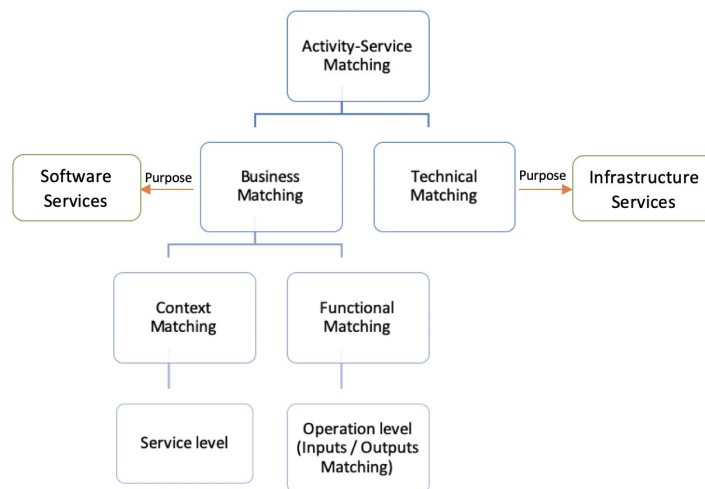 Activity-Service
Matching
Software
Services
Purpose
Business
Matching
Technical
Matching
Purpose
Infrastructure
Services
Context
Matching
Functional
Matching
Service level
Operation level
(Inputs / Outputs
Matching)